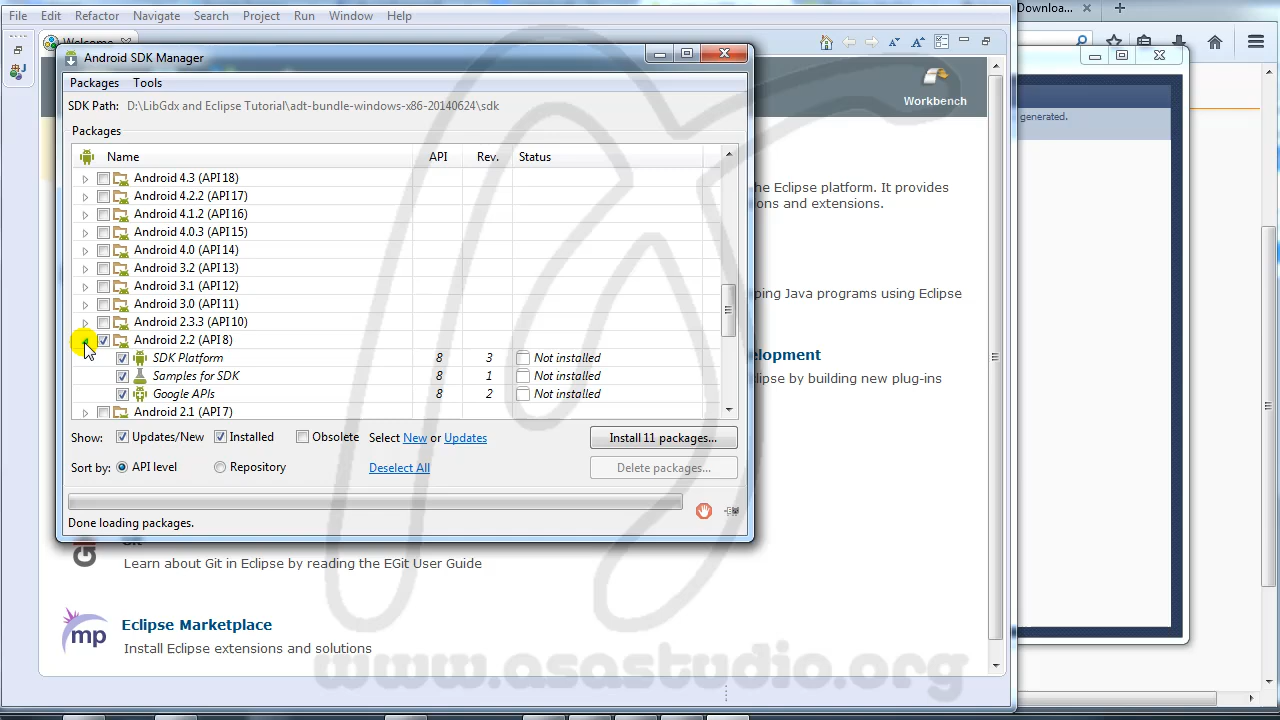 File Edit Refactor Navigate Search Project Run Window Help
Downloa...
Welcome
Android SDK Manager
Workbench
Packages Tools
SDK Path: D:\LibGdx and Eclipse Tutorial\adt-bundle-windows-x86-20140624\sdk
generated.
Packages
Name API Rev. Status
Android 4.3 (API 18)
Android 4.2.2 (API 17)
Android 4.1.2 (API 16)
Android 4.0.3 (API 15)
Android 4.0 (API 14)
Android 3.2 (API 13)
Android 3.1 (API 12)
Android 3.0 (API 11)
Android 2.3.3 (API 10)
Android 2.2 (API 8)
SDK Platform 8 3 Not installed
Samples for SDK 8 1 Not installed
Google APIs 8 2 Not installed
Android 2.1 (API 7)
the Eclipse platform. It provides
ons and extensions.
ping Java programs using Eclipse
elopment
lipse by building new plug-ins
Show: Updates/New Installed Obsolete Select New or Updates Install 11 packages...
Sort by: API level Repository Deselect All Delete packages...
Done loading packages.
Git
Learn about Git in Eclipse by reading the EGit User Guide
mp
Eclipse Marketplace
Install Eclipse extensions and solutions
www.asastudio.org